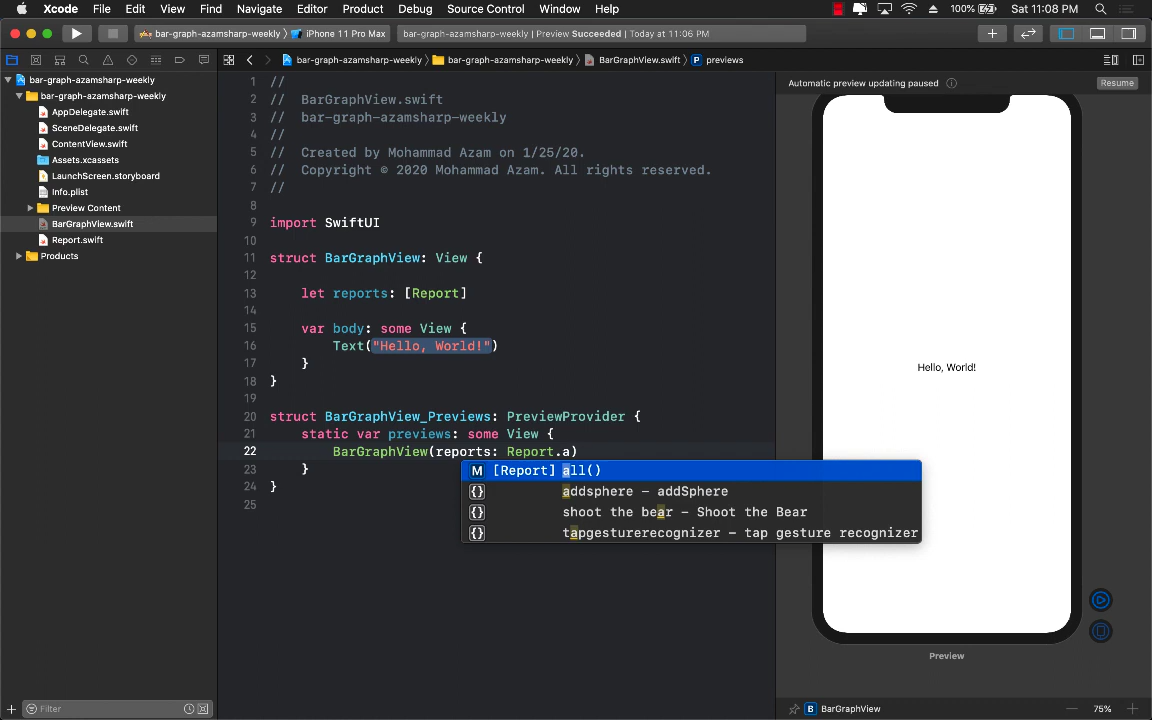 Xcode File Edit View Find Navigate Editor Product Debug Source Control Window Help 100% Sat 11:08 PM
bar-graph-azamsharp-weekly iPhone 11 Pro Max bar-graph-azamsharp-weekly | Preview Succeeded | Today at 11:06 PM
bar-graph-azamsharp-weekly bar-graph-azamsharp-weekly BarGraphView.swift P previews
bar-graph-azamsharp-weekly
bar-graph-azamsharp-weekly
AppDelegate.swift
SceneDelegate.swift
ContentView.swift
Assets.xcassets
LaunchScreen.storyboard
Info.plist
Preview Content
BarGraphView.swift
Report.swift
Products
Filter
1 //
2 // BarGraphView.swift
3 // bar-graph-azamsharp-weekly
4 //
5 // Created by Mohammad Azam on 1/25/20.
6 // Copyright © 2020 Mohammad Azam. All rights reserved.
7 //
8
9 import SwiftUI
10
11 struct BarGraphView: View {
12
13 let reports: [Report]
14
15 var body: some View {
16 Text("Hello, World!")
17 }
18 }
19
20 struct BarGraphView_Previews: PreviewProvider {
21 static var previews: some View {
22 BarGraphView(reports: Report.a)
23 }
24 }
25
M [Report] all()
{} addsphere - addSphere
{} shoot the bear - Shoot the Bear
{} tapgesturerecognizer - tap gesture recognizer
Automatic preview updating paused Resume
Hello, World!
Preview
B BarGraphView 75%